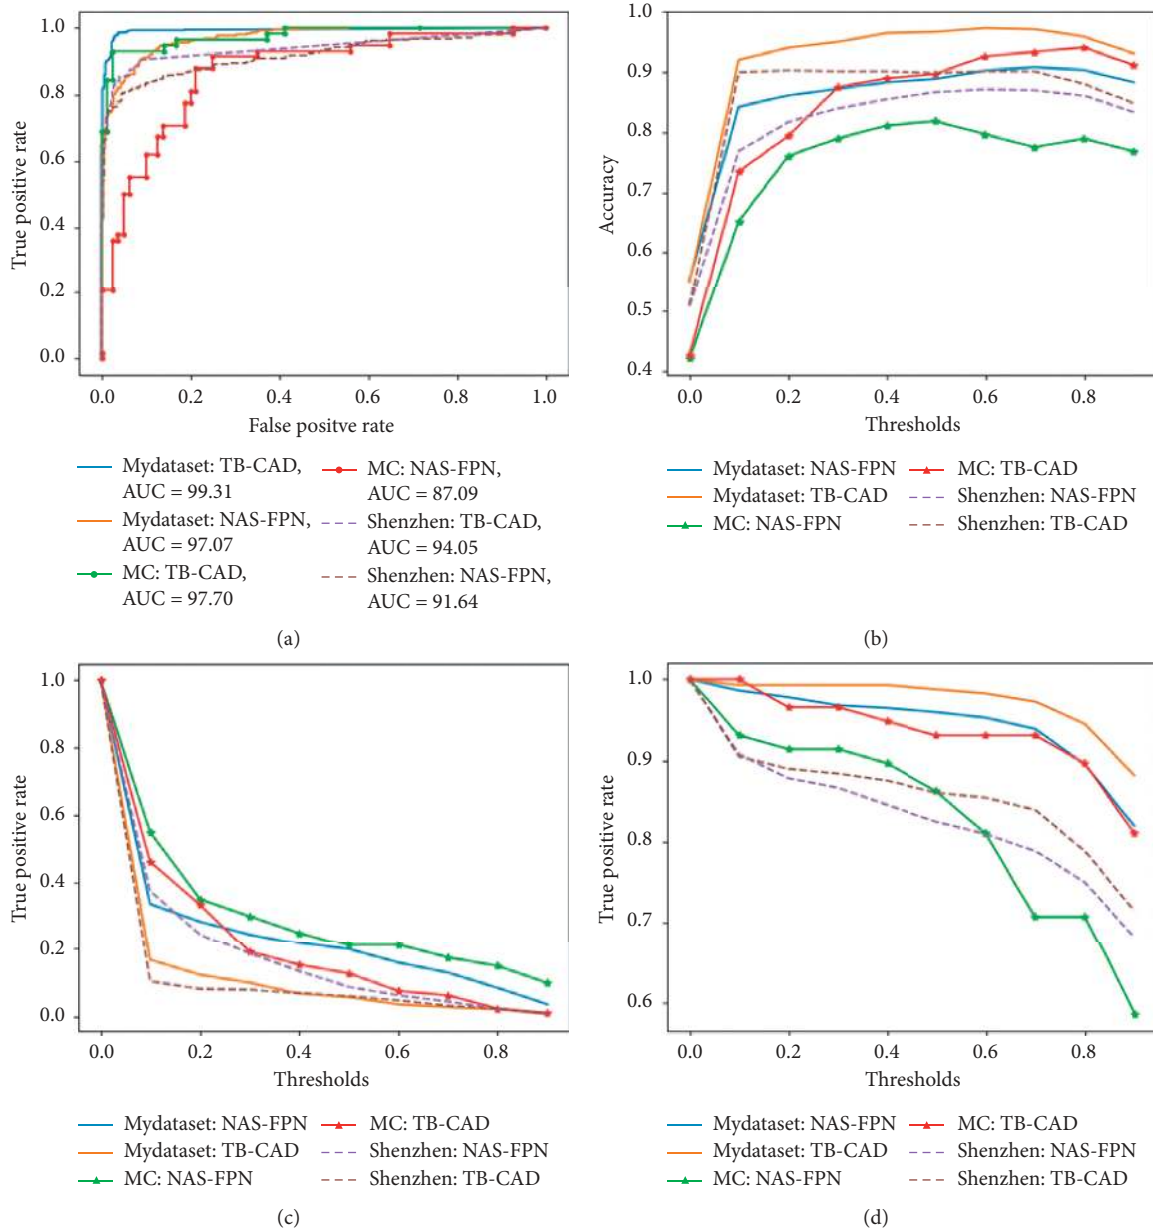 1.0
0.8
0.6
0.4
0.2
0.0
True positive rate
0.0 0.2 0.4 0.6 0.8 1.0
False positve rate
Mydataset: TB-CAD,
AUC = 99.31
Mydataset: NAS-FPN,
AUC = 97.07
MC: TB-CAD,
AUC = 97.70
MC: NAS-FPN,
AUC = 87.09
Shenzhen: TB-CAD,
AUC = 94.05
Shenzhen: NAS-FPN,
AUC = 91.64
(a)
1.0
0.9
0.8
0.7
0.6
0.5
0.4
Accuracy
0.0 0.2 0.4 0.6 0.8
Thresholds
Mydataset: NAS-FPN
Mydataset: TB-CAD
MC: NAS-FPN
MC: TB-CAD
Shenzhen: NAS-FPN
Shenzhen: TB-CAD
(b)
1.0
0.8
0.6
0.4
0.2
0.0
True positive rate
0.0 0.2 0.4 0.6 0.8
Thresholds
Mydataset: NAS-FPN
Mydataset: TB-CAD
MC: NAS-FPN
MC: TB-CAD
Shenzhen: NAS-FPN
Shenzhen: TB-CAD
(c)
1.0
0.9
0.8
0.7
0.6
True positive rate
0.0 0.2 0.4 0.6 0.8
Thresholds
Mydataset: NAS-FPN
Mydataset: TB-CAD
MC: NAS-FPN
MC: TB-CAD
Shenzhen: NAS-FPN
Shenzhen: TB-CAD
(d)